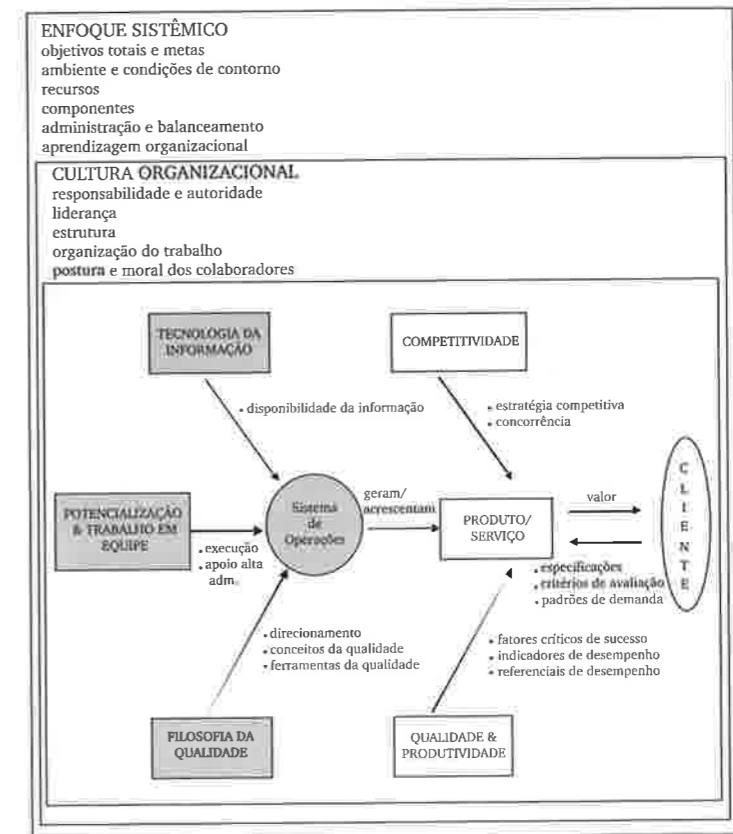 ENFOQUE SISTÊMICO
objetivos totais e metas
ambiente e condições de contorno
recursos
componentes
administração e balanceamento
aprendizagem organizacional
CULTURA ORGANIZACIONAL
responsabilidade e autoridade
liderança
estrutura
organização do trabalho
postura e moral dos colaboradores
TECNOLOGIA DA
INFORMAÇÃO
COMPETITIVIDADE
• disponibilidade da informação
• estratégia competitiva
• concorrência
POTENCIALIZAÇÃO
& TRABALHO EM
EQUIPE
• execução
• apoio alta
adm.
Sistema
de
Operações
geram/
acrescentam
PRODUTO/
SERVIÇO
valor
CLIENTE
• especificações
• critérios de avaliação
• padrões de demanda
• direcionamento
• conceitos da qualidade
• ferramentas da qualidade
• fatores críticos de sucesso
• indicadores de desempenho
• referenciais de desempenho
FILOSOFIA DA
QUALIDADE
QUALIDADE &
PRODUTIVIDADE